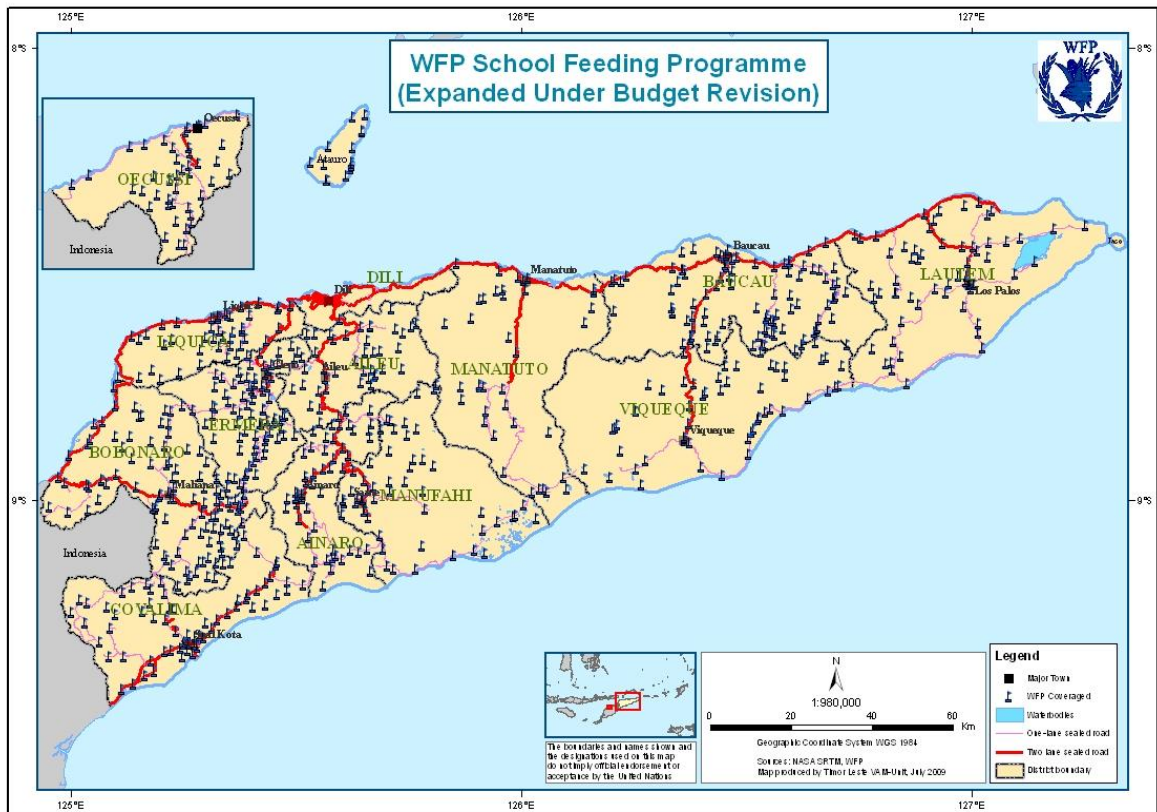 125°E
126°E
127°E
8°S
8°S
WFP School Feeding Programme
(Expanded Under Budget Revision)
WFP
Oecussi
OECUSSI
Indonesia
Atauro
Jaco
Baucau
Manatuto
DILI
Dili
BAUCAU
LAUTEM
Los Palos
LIQUICA
AILEU
Aileu
MANATUTO
VIQUEQUE
Viqueque
ERMERA
BOBONARO
Maliana
MANUFAHI
9°S
9°S
Indonesia
AINARO
COVALIMA
The boundaries and names shown and
the designations used on this map
do not imply official endorsement or
acceptance by the United Nations
N
1:980,000
0 20 40 60
Km
Geographic Coordinate System WGS 1984
Sources: NASA SRTM, WFP
Map produced by Timor Leste VAM-Unit, July 2009
Legend
Major Town
WFP Coveraged
Waterbodies
One-lane sealed road
Two lane sealed road
District boundary
125°E
126°E
127°E